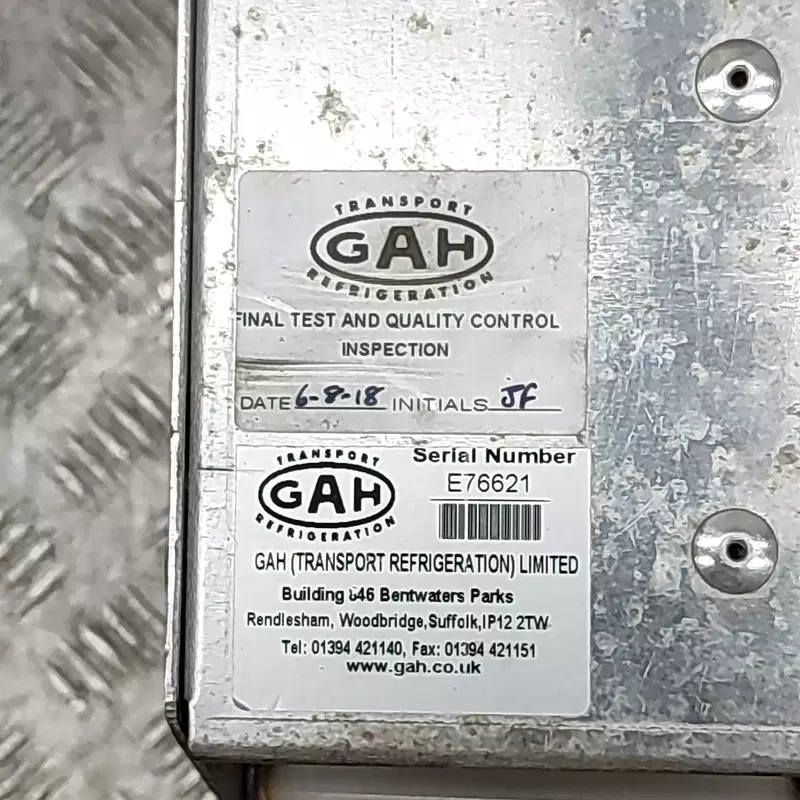 TRANSPORT
GAH
REFRIGERATION
FINAL TEST AND QUALITY CONTROL
INSPECTION
DATE 6-8-18 INITIALS JF
TRANSPORT
GAH
REFRIGERATION
Serial Number
E76621
GAH (TRANSPORT REFRIGERATION) LIMITED
Building Bentwaters Parks
Rendlesham, Woodbridge,Suffolk,IP12 2TW
Tel: 01394 421140, Fax: 01394 421151
www.gah.co.uk